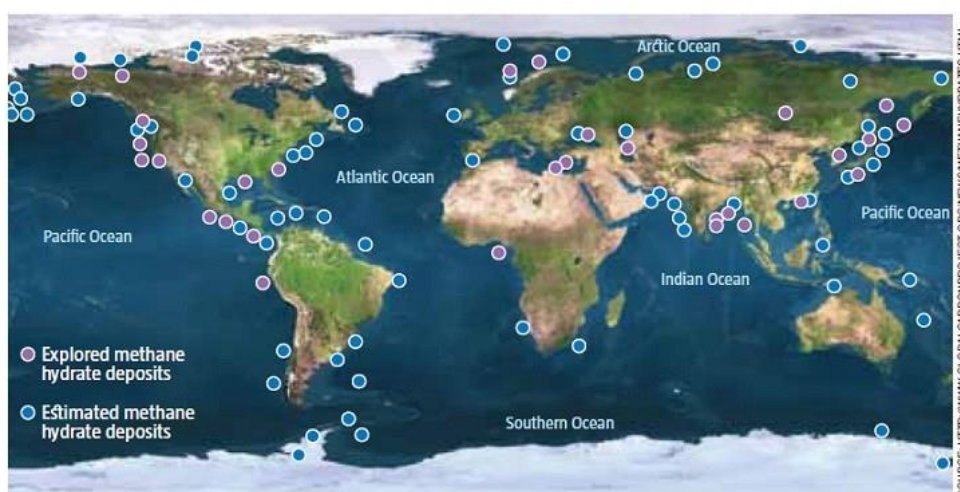 Arctic Ocean
Atlantic Ocean
Pacific Ocean
Pacific Ocean
Indian Ocean
Explored methane
hydrate deposits
Estimated methane
hydrate deposits
Southern Ocean